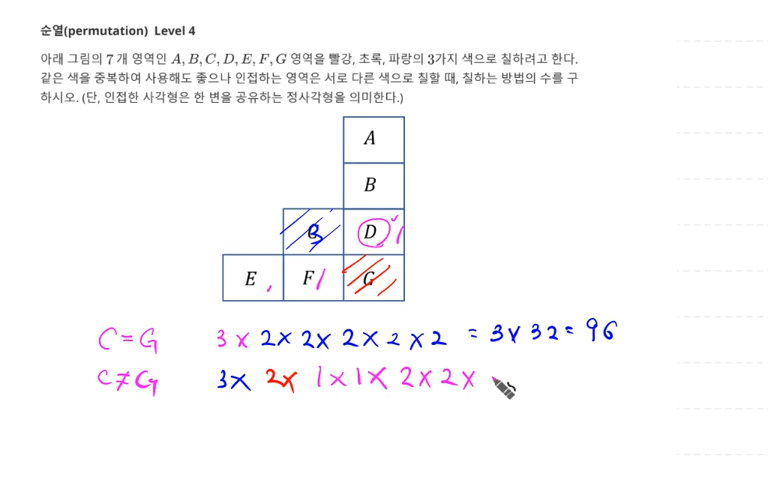 순열(permutation) Level 4
아래 그림의 7 개 영역인 A, B, C, D, E, F, G 영역을 빨강, 초록, 파랑의 3가지 색으로 칠하려고 한다.
같은 색을 중복하여 사용해도 좋으나 인접하는 영역은 서로 다른 색으로 칠할 때, 칠하는 방법의 수를 구
하시오. (단, 인접한 사각형은 한 변을 공유하는 정사각형을 의미한다.)
A
B
D 1
E F 1 G
C = G 3 × 2 × 2 × 2 × 2 × 2 = 3 × 32 = 96
C ≠ G 3 × 2 × 1 × 1 × 2 × 2 ×